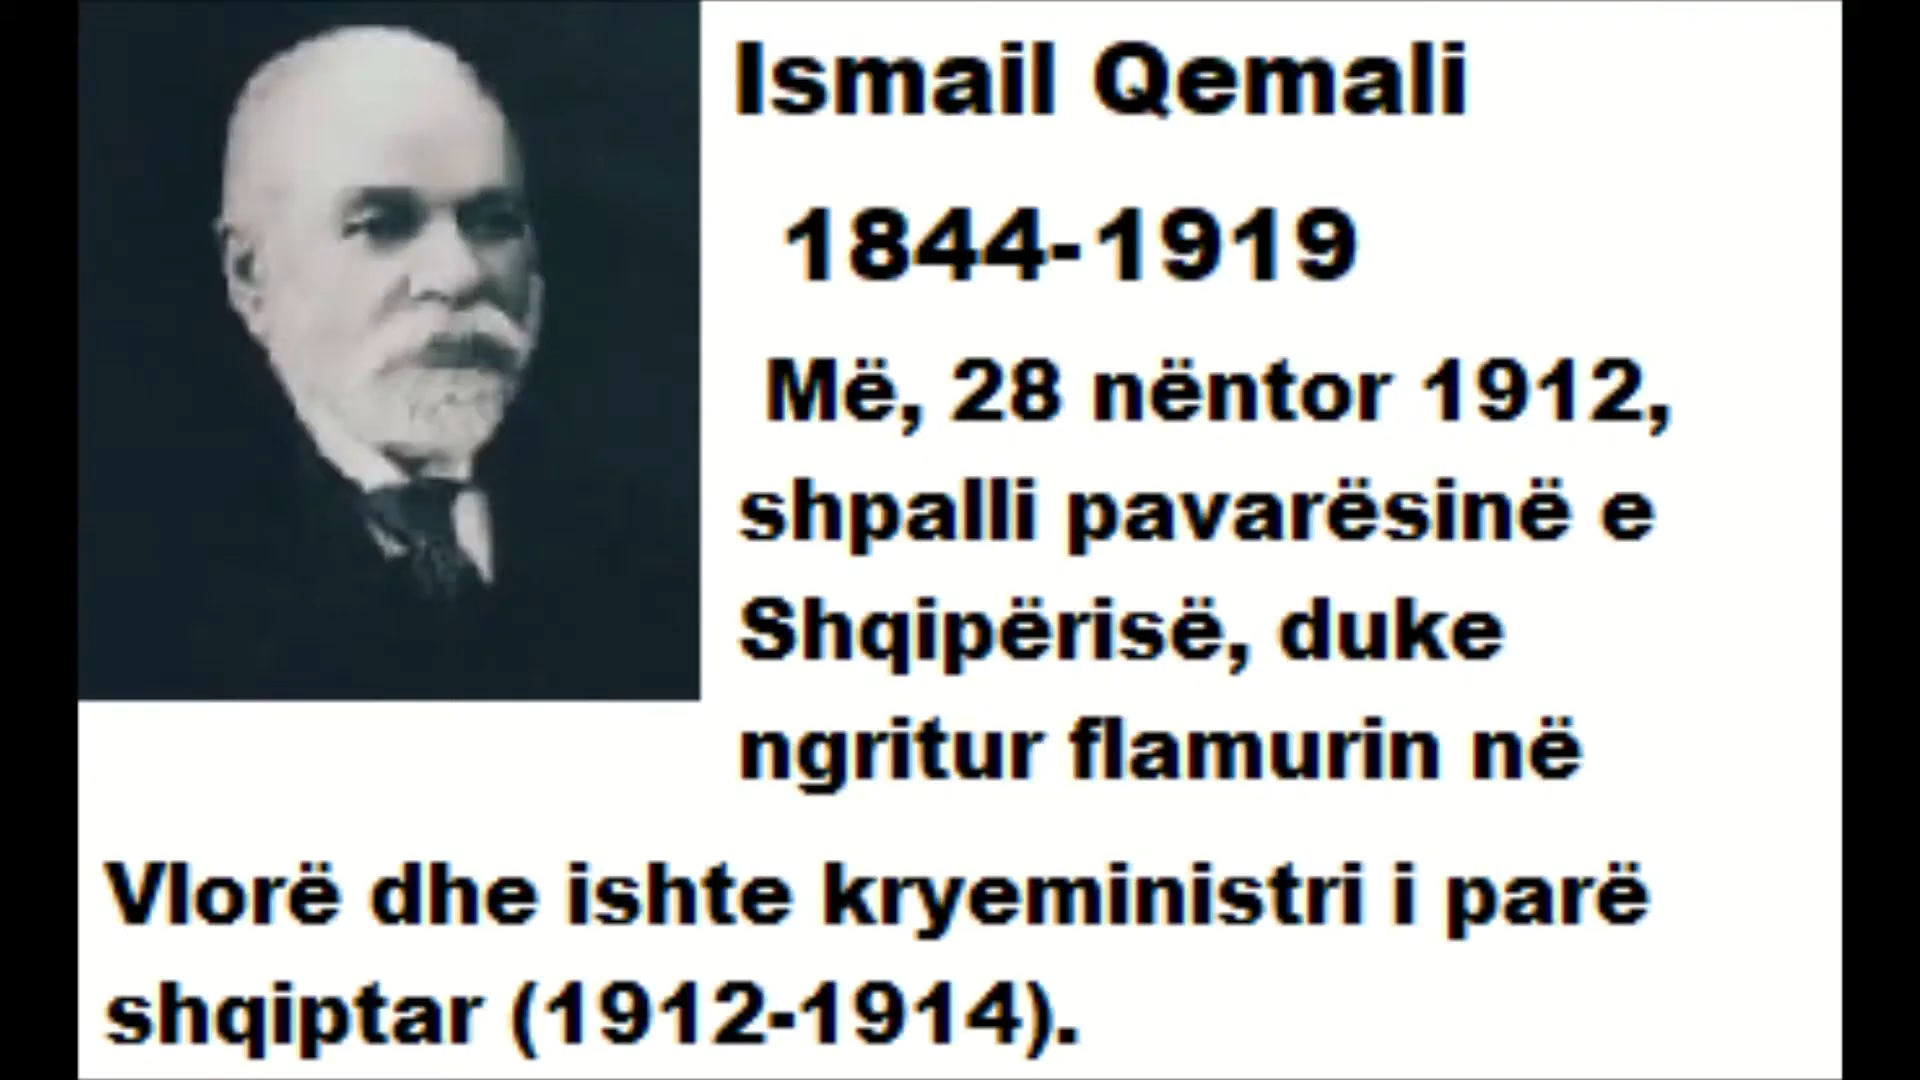 Ismail Qemali
1844-1919
Më, 28 nëntor 1912,
shpalli pavarësinë e
Shqipërisë, duke
ngritur flamurin në
Vlorë dhe ishte kryeministri i parë
shqiptar (1912-1914).